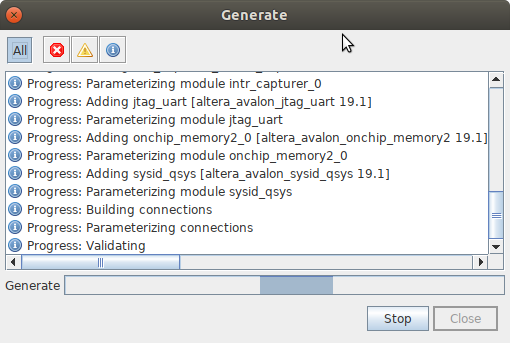 Generate
All
Progress: Parameterizing module intr_capturer_0
Progress: Adding jtag_uart [altera_avalon_jtag_uart 19.1]
Progress: Parameterizing module jtag_uart
Progress: Adding onchip_memory2_0 [altera_avalon_onchip_memory2 19.1]
Progress: Parameterizing module onchip_memory2_0
Progress: Adding sysid_qsys [altera_avalon_sysid_qsys 19.1]
Progress: Parameterizing module sysid_qsys
Progress: Building connections
Progress: Parameterizing connections
Progress: Validating
Generate
Stop Close